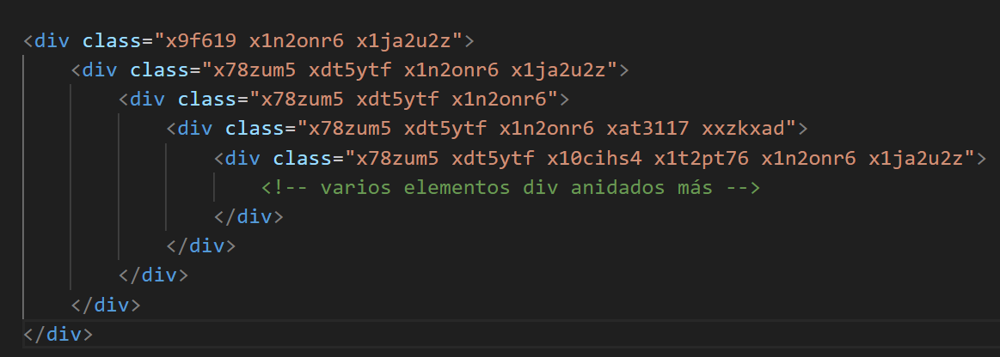 <div class="x9f619 x1n2onr6 x1ja2u2z">
<div class="x78zum5 xdt5ytf x1n2onr6 x1ja2u2z">
<div class="x78zum5 xdt5ytf x1n2onr6">
<div class="x78zum5 xdt5ytf x1n2onr6 xat3117 xxzkxad">
<div class="x78zum5 xdt5ytf x10cihs4 x1t2pt76 x1n2onr6 x1ja2u2z">
<!-- varios elementos div anidados más -->
</div>
</div>
</div>
</div>
</div>